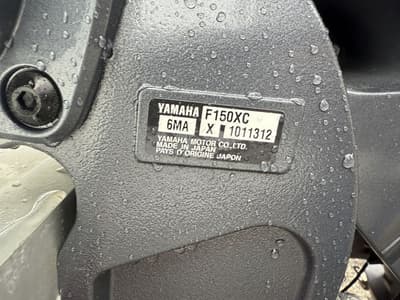 YAMAHA F150XC
6MA X 1011312
YAMAHA MOTOR CO.,LTD.
MADE IN JAPAN
PAYS D'ORIGINE JAPON